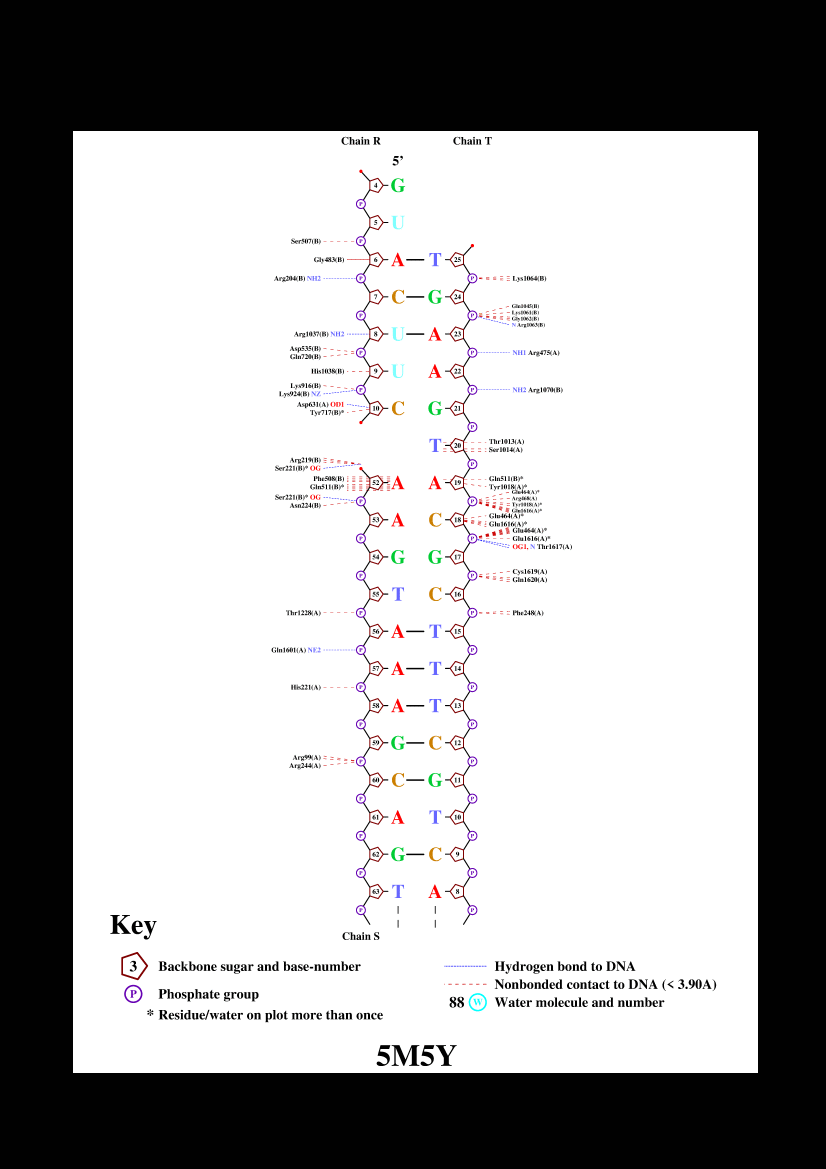 Chain R Chain T
5’
4 G
P
5 U
Ser507(B) P
Gly483(B) 6 A T 25
Arg204(B) NH2 P P Lys1064(B)
7 C G 24
Gln1045(B)
Lys1061(B)
P P Gly1062(B)
N Arg1063(B)
Arg1037(B) NH2 8 U A 23
Asp535(B) P P NH1 Arg475(A)
Gln720(B)
His1038(B) 9 U A 22
Lys916(B) P P NH2 Arg1070(B)
Lys924(B) NZ
Asp631(A) OD1 10 C G 21
Tyr717(B)*
P
T 20 Thr1013(A)
Ser1014(A)
Arg219(B) P
Ser221(B)* OG
Phe508(B) 52 A A 19 Gln511(B)*
Gln511(B)* Tyr1018(A)*
Glu464(A)*
Ser221(B)* OG P P Arg468(A)
Asn224(B) Tyr1018(A)*
Glu1616(A)*
53 A C 18 Glu464(A)*
Glu1616(A)*
Glu464(A)*
P P Glu1616(A)*
OG1, N Thr1617(A)
54 G G 17
P P Cys1619(A)
Gln1620(A)
55 T C 16
Thr1228(A) P P Phe248(A)
56 A T 15
Gln1601(A) NE2 P P
57 A T 14
His221(A) P P
58 A T 13
P P
59 G C 12
Arg99(A) P P
Arg244(A)
60 C G 11
P P
61 A T 10
P P
62 G C 9
P P
63 T A 8
P P
Chain S
Key
3 Backbone sugar and base-number
P Phosphate group
* Residue/water on plot more than once
Hydrogen bond to DNA
Nonbonded contact to DNA (< 3.90A)
88 W Water molecule and number
5M5Y